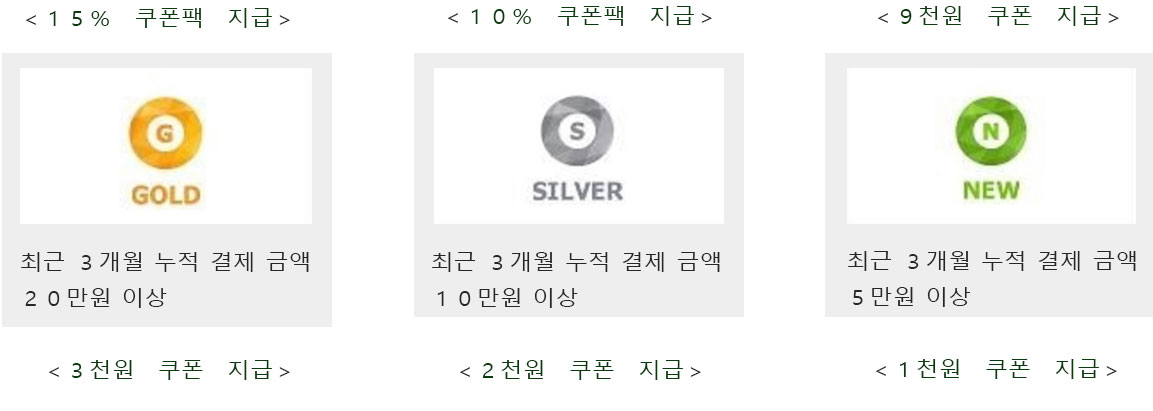 < 1 5 % 쿠폰팩 지급 >
< 1 0 % 쿠폰팩 지급 >
< 9 천원 쿠폰 지급 >
G
GOLD
최근 3 개월 누적 결제 금액
2 0 만원 이상
S
SILVER
최근 3 개월 누적 결제 금액
1 0 만원 이상
N
NEW
최근 3 개월 누적 결제 금액
5 만원 이상
< 3 천원 쿠폰 지급 >
< 2 천원 쿠폰 지급 >
< 1 천원 쿠폰 지급 >